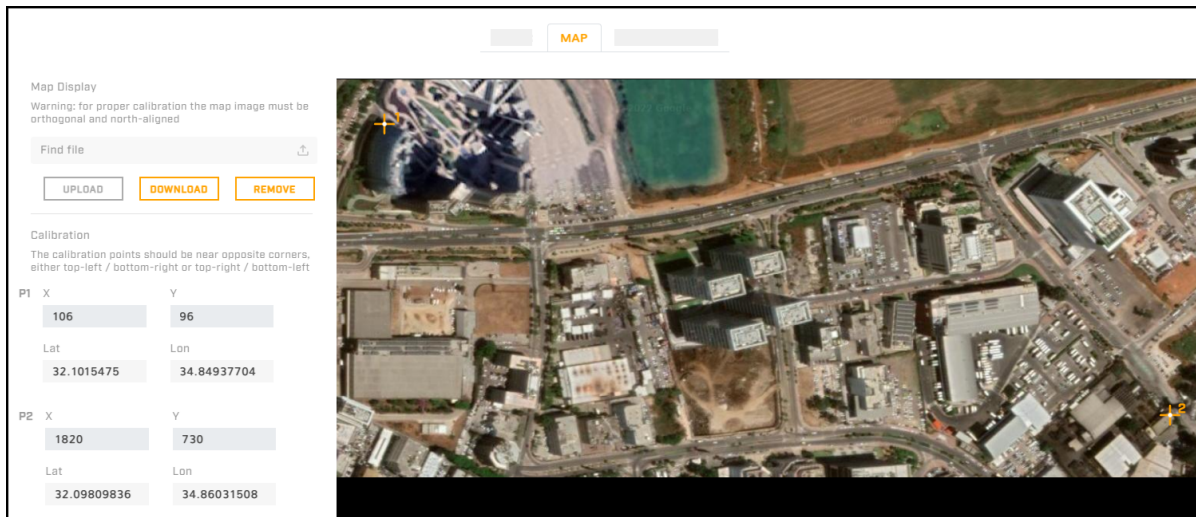 MAP
Map Display
Warning: for proper calibration the map image must be
orthogonal and north-aligned
Find file
UPLOAD
DOWNLOAD
REMOVE
Calibration
The calibration points should be near opposite corners,
either top-left / bottom-right or top-right / bottom-left
P1 X Y
106 96
Lat Lon
32.1015475 34.84937704
P2 X Y
1820 730
Lat Lon
32.09809836 34.86031508
1
©2022 Google
2